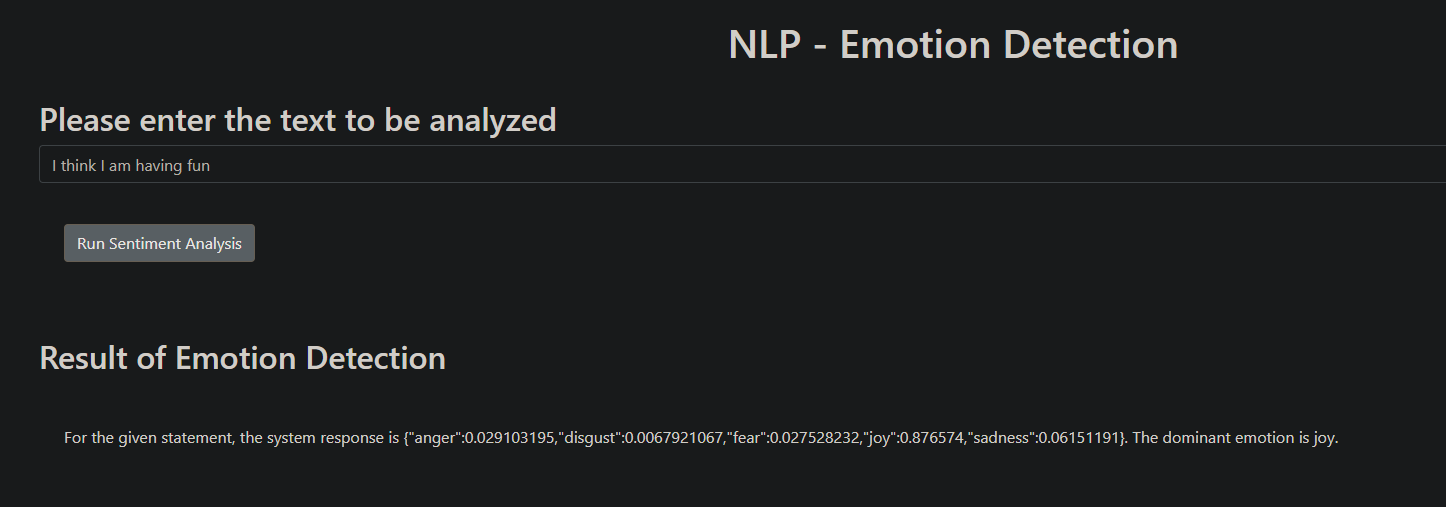 NLP - Emotion Detection
Please enter the text to be analyzed
I think I am having fun
Run Sentiment Analysis
Result of Emotion Detection
For the given statement, the system response is {"anger":0.029103195,"disgust":0.0067921067,"fear":0.027528232,"joy":0.876574,"sadness":0.06151191}. The dominant emotion is joy.